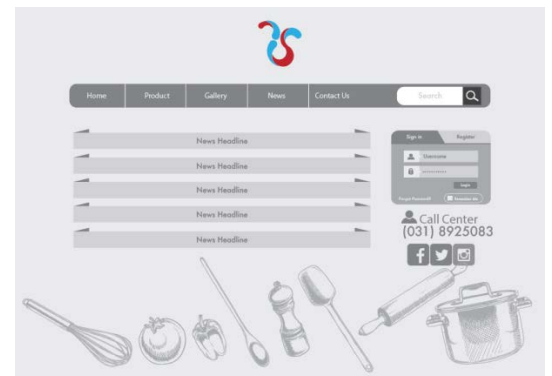 Home Product Gallery News Contact Us Search
News Headline
News Headline
News Headline
News Headline
News Headline
Sign in Register
Username
Login
Forgot Password?
Call Center
(031) 8925083